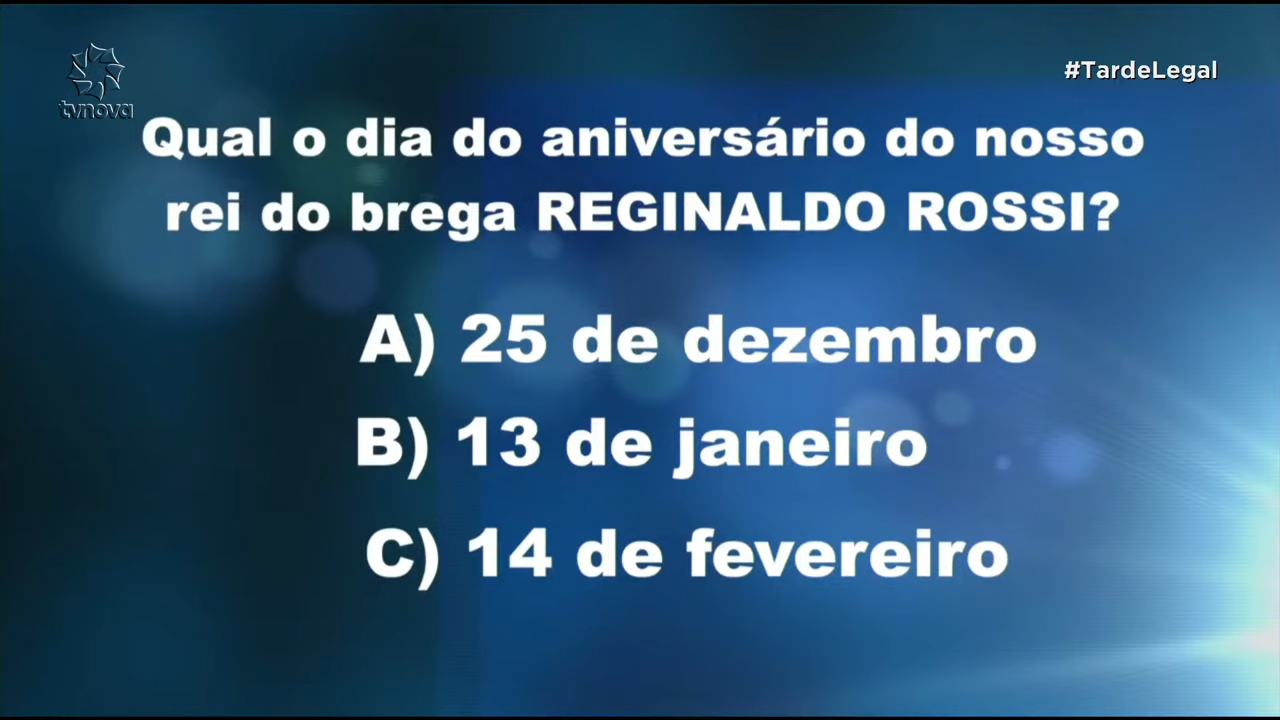 tvnova
#TardeLegal
Qual o dia do aniversário do nosso
rei do brega REGINALDO ROSSI?
A) 25 de dezembro
B) 13 de janeiro
C) 14 de fevereiro